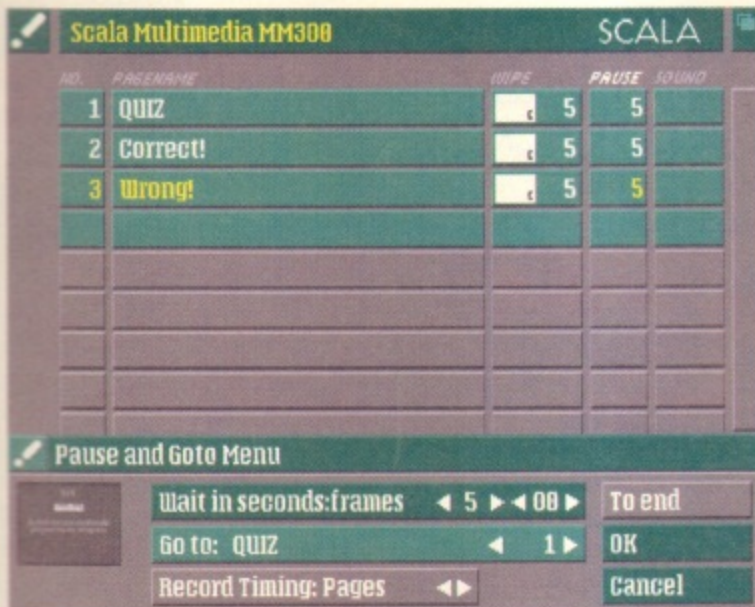 Scala Multimedia MM300 SCALA
NO. PAGENAME WIPE PAUSE SOUND
1 QUIZ c 5 5
2 Correct! c 5 5
3 Wrong! c 5 5
Pause and Goto Menu
Wait in seconds:frames 5 00 To end
Go to: QUIZ 1 OK
Record Timing: Pages Cancel